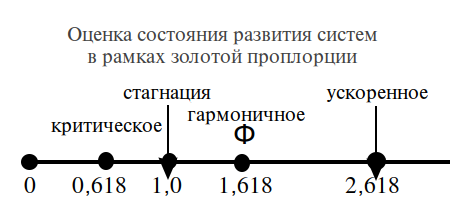 Оценка состояния развития систем
в рамках золотой проплорции
стагнация
ускоренное
гармоничное
критическое
Ф
0 0,618 1,0 1,618 2,618